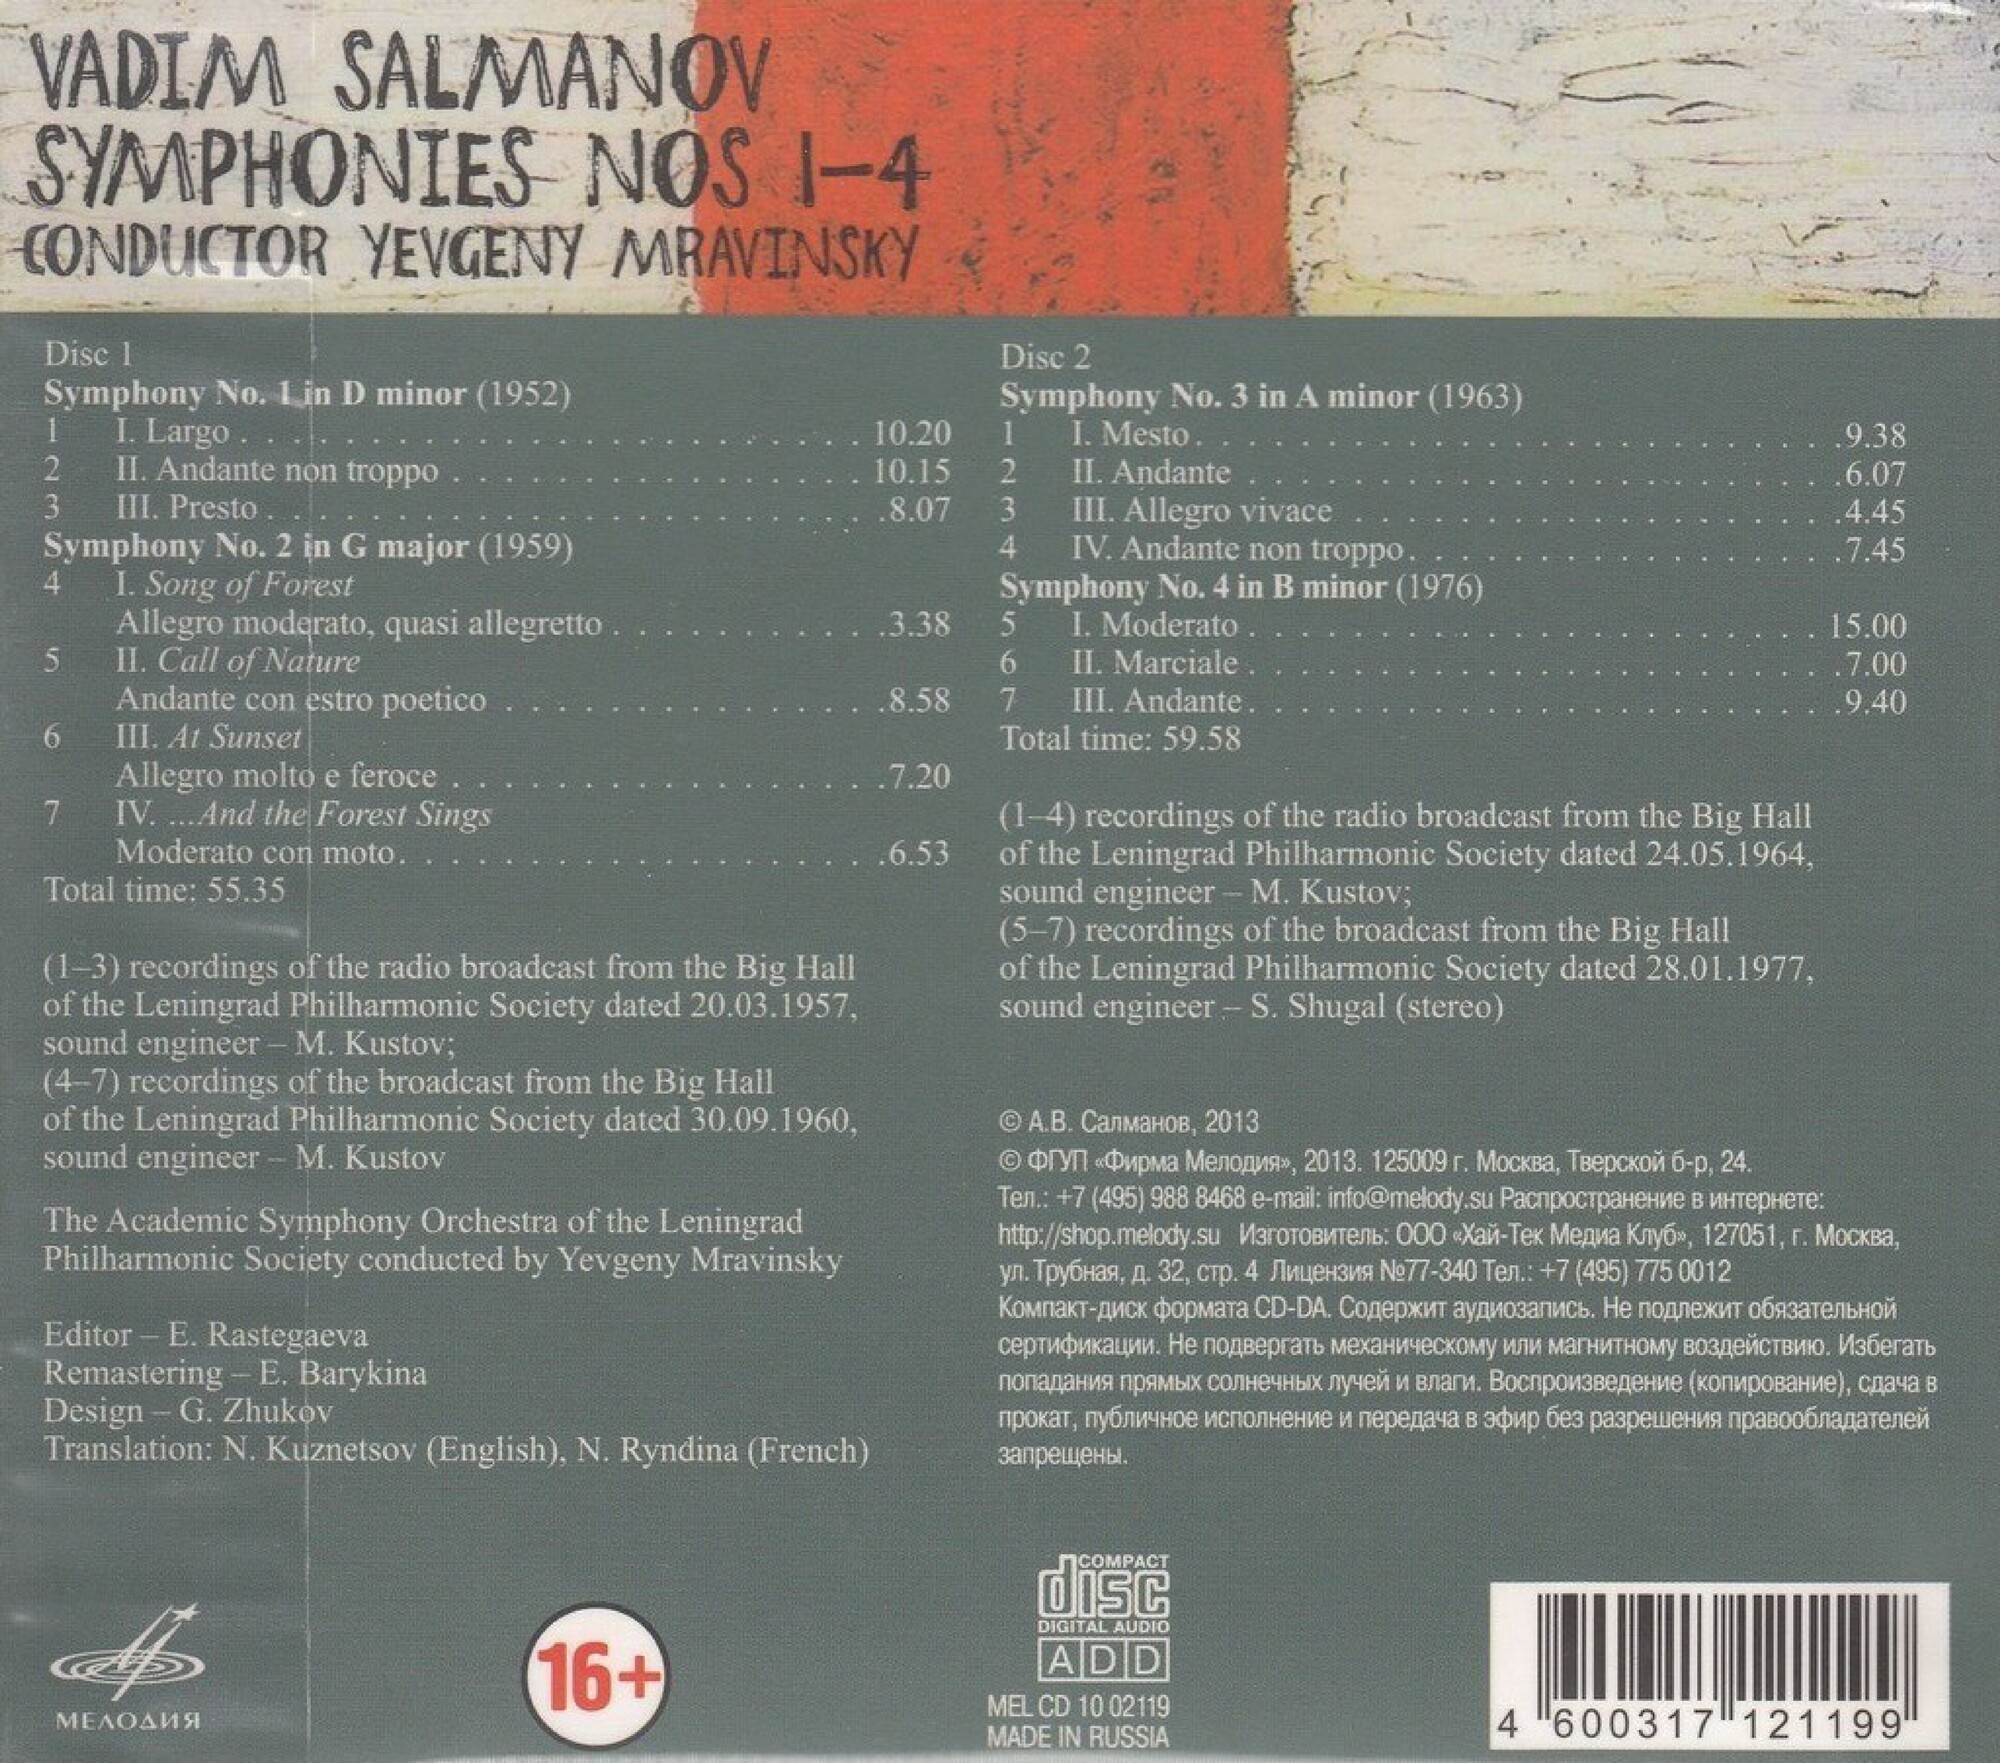 VADIM SALMANOV
SYMPHONIES NOS 1–4
CONDUCTOR YEVGENY MRAVINSKY
Disc 1
Symphony No. 1 in D minor (1952)
1 I. Largo 10.20
2 II. Andante non troppo 10.15
3 III. Presto 8.07
Symphony No. 2 in G major (1959)
4 I. Song of Forest
Allegro moderato, quasi allegretto 3.38
5 II. Call of Nature
Andante con estro poetico 8.58
6 III. At Sunset
Allegro molto e feroce 7.20
7 IV. ...And the Forest Sings
Moderato con moto 6.53
Total time: 55.35
(1–3) recordings of the radio broadcast from the Big Hall
of the Leningrad Philharmonic Society dated 20.03.1957,
sound engineer – M. Kustov;
(4–7) recordings of the broadcast from the Big Hall
of the Leningrad Philharmonic Society dated 30.09.1960,
sound engineer – M. Kustov
The Academic Symphony Orchestra of the Leningrad
Philharmonic Society conducted by Yevgeny Mravinsky
Editor – E. Rastegaeva
Remastering – E. Barykina
Design – G. Zhukov
Translation: N. Kuznetsov (English), N. Ryndina (French)
Disc 2
Symphony No. 3 in A minor (1963)
1 I. Mesto 9.38
2 II. Andante 6.07
3 III. Allegro vivace 4.45
4 IV. Andante non troppo 7.45
Symphony No. 4 in B minor (1976)
5 I. Moderato 15.00
6 II. Marciale 7.00
7 III. Andante 9.40
Total time: 59.58
(1–4) recordings of the radio broadcast from the Big Hall
of the Leningrad Philharmonic Society dated 24.05.1964,
sound engineer – M. Kustov;
(5–7) recordings of the broadcast from the Big Hall
of the Leningrad Philharmonic Society dated 28.01.1977,
sound engineer – S. Shugal (stereo)
© А.В. Салманов, 2013
© ФГУП «Фирма Мелодия», 2013. 125009 г. Москва, Тверской б-р, 24.
Тел.: +7 (495) 988 8468 e-mail: info@melody.su Распространение в интернете:
http://shop.melody.su Изготовитель: ООО «Хай-Тек Медиа Клуб», 127051, г. Москва,
ул. Трубная, д. 32, стр. 4 Лицензия №77-340 Тел.: +7 (495) 775 0012
Компакт-диск формата CD-DA. Содержит аудиозапись. Не подлежит обязательной
сертификации. Не подвергать механическому или магнитному воздействию. Избегать
попадания прямых солнечных лучей и влаги. Воспроизведение (копирование), сдача в
прокат, публичное исполнение и передача в эфир без разрешения правообладателей
запрещены.
МЕЛОДИЯ
16+
COMPACT
disc
DIGITAL AUDIO
ADD
MEL CD 10 02119
MADE IN RUSSIA
4 600317 121199